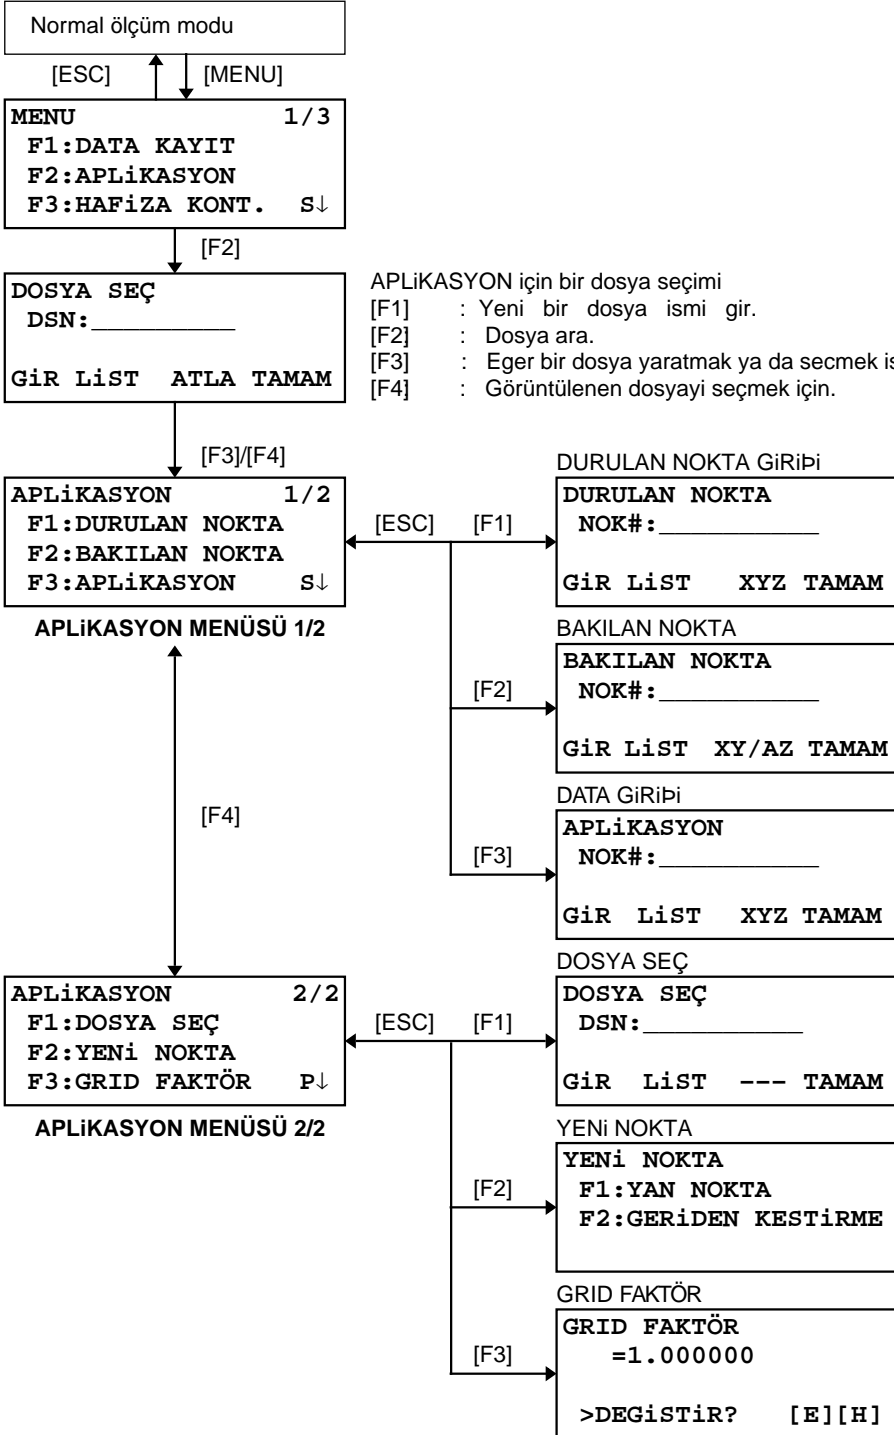 Normal ölçüm modu
[ESC] [MENU]
MENU 1/3
F1:DATA KAYIT
F2:APLiKASYON
F3:HAFiZA KONT. S↓
[F2]
DOSYA SEÇ
DSN:_________
GiR LiST ATLA TAMAM
APLiKASYON için bir dosya seçimi
[F1] : Yeni bir dosya ismi gir.
[F2] : Dosya ara.
[F3] : Eger bir dosya yaratmak ya da secmek
[F4] : Görüntülenen dosyayi seçmek için.
[F3]/[F4]
APLiKASYON 1/2
F1:DURULAN NOKTA
F2:BAKILAN NOKTA
F3:APLiKASYON S↓
APLiKASYON MENÜSÜ 1/2
[ESC] [F1]
DURULAN NOKTA GiRiÞi
DURULAN NOKTA
NOK#:__________
GiR LiST XYZ TAMAM
[F2]
BAKILAN NOKTA
BAKILAN NOKTA
NOK#:__________
GiR LiST XY/AZ TAMAM
[F3]
DATA GiRiÞi
APLiKASYON
NOK#:__________
GiR LiST XYZ TAMAM
[F4]
APLiKASYON 2/2
F1:DOSYA SEÇ
F2:YENi NOKTA
F3:GRID FAKTÖR P↓
APLiKASYON MENÜSÜ 2/2
[ESC] [F1]
DOSYA SEÇ
DOSYA SEÇ
DSN:__________
GiR LiST --- TAMAM
[F2]
YENi NOKTA
YENi NOKTA
F1:YAN NOKTA
F2:GERiDEN KESTiRME
[F3]
GRID FAKTÖR
GRID FAKTÖR
=1.000000
>DEGiSTiR? [E][H]